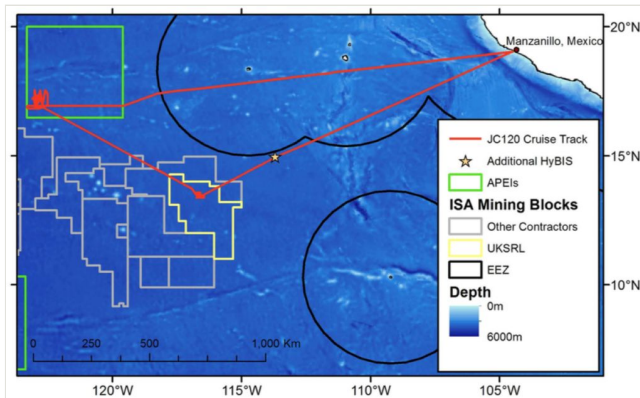 Manzanillo, Mexico
JC120 Cruise Track
Additional HyBIS
APEIs
ISA Mining Blocks
Other Contractors
UKSRL
EEZ
Depth
0m
6000m
15°N
10°N
0 250 500 1,000 Km
-120°W -115°W -110°W -105°W